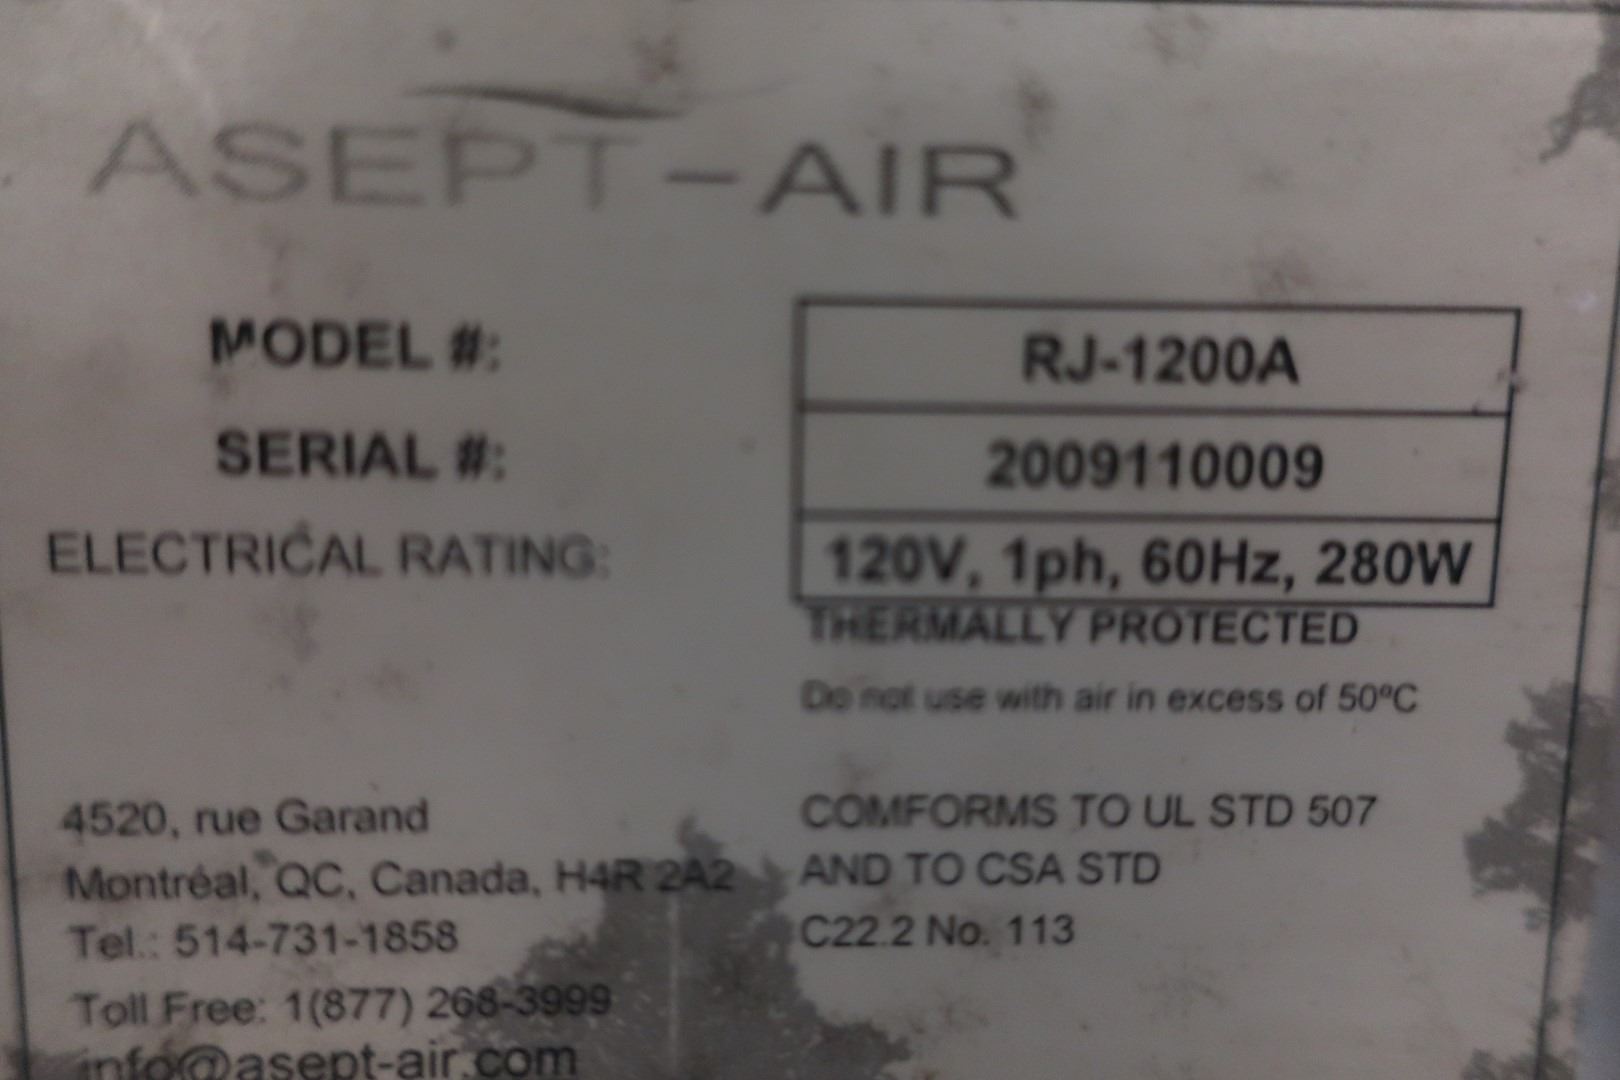 ASEPT-AIR
MODEL #: RJ-1200A
SERIAL #: 2009110009
ELECTRICAL RATING: 120V, 1ph, 60Hz, 280W
THERMALLY PROTECTED
Do not use with air in excess of 50ºC
4520, rue Garand
Montréal, QC, Canada, H4R 2A2
Tel.: 514-731-1858
Toll Free: 1(877) 268-3999
info@asept-air.com
COMFORMS TO UL STD 507
AND TO CSA STD
C22.2 No. 113